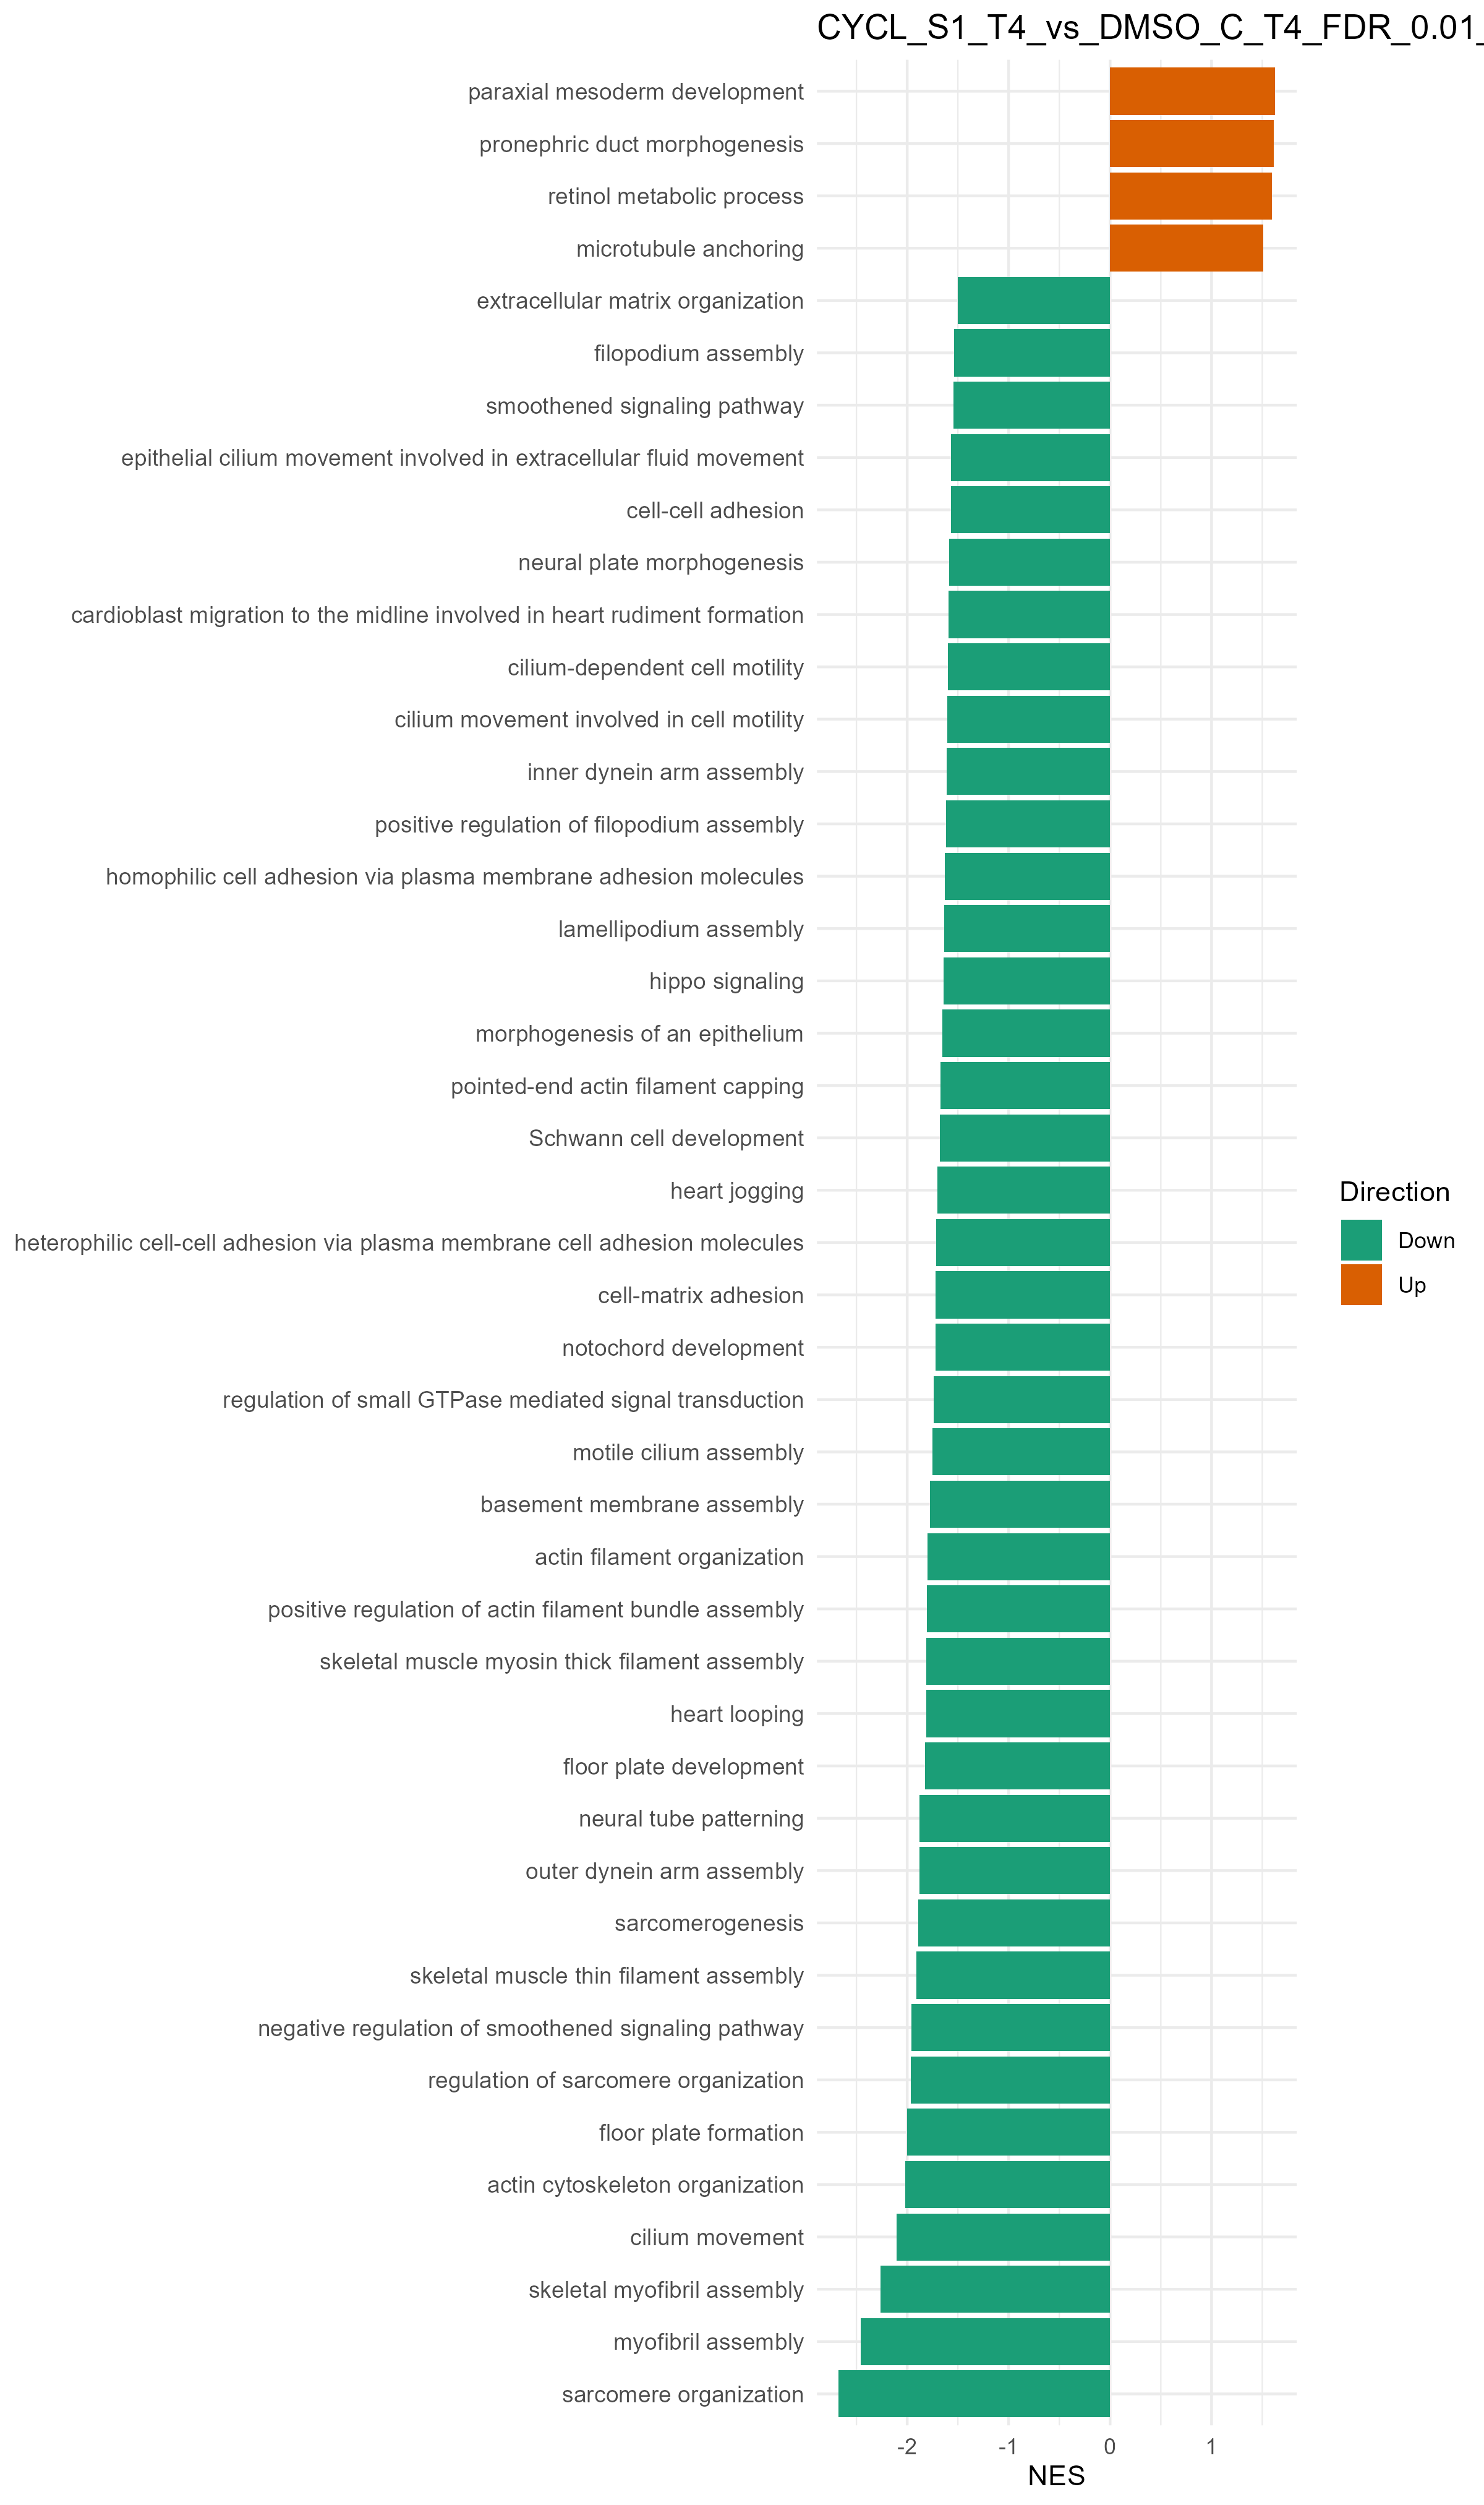 CYCL_S1_T4_vs_DMSO_C_T4_FDR_0.01_
paraxial mesoderm development
pronephric duct morphogenesis
retinol metabolic process
microtubule anchoring
extracellular matrix organization
filopodium assembly
smoothened signaling pathway
epithelial cilium movement involved in extracellular fluid movement
cell-cell adhesion
neural plate morphogenesis
cardioblast migration to the midline involved in heart rudiment formation
cilium-dependent cell motility
cilium movement involved in cell motility
inner dynein arm assembly
positive regulation of filopodium assembly
homophilic cell adhesion via plasma membrane adhesion molecules
lamellipodium assembly
hippo signaling
morphogenesis of an epithelium
pointed-end actin filament capping
Schwann cell development
heart jogging
heterophilic cell-cell adhesion via plasma membrane cell adhesion molecules
cell-matrix adhesion
notochord development
regulation of small GTPase mediated signal transduction
motile cilium assembly
basement membrane assembly
actin filament organization
positive regulation of actin filament bundle assembly
skeletal muscle myosin thick filament assembly
heart looping
floor plate development
neural tube patterning
outer dynein arm assembly
sarcomerogenesis
skeletal muscle thin filament assembly
negative regulation of smoothened signaling pathway
regulation of sarcomere organization
floor plate formation
actin cytoskeleton organization
cilium movement
skeletal myofibril assembly
myofibril assembly
sarcomere organization
-2 -1 0 1
NES
Direction
Down
Up